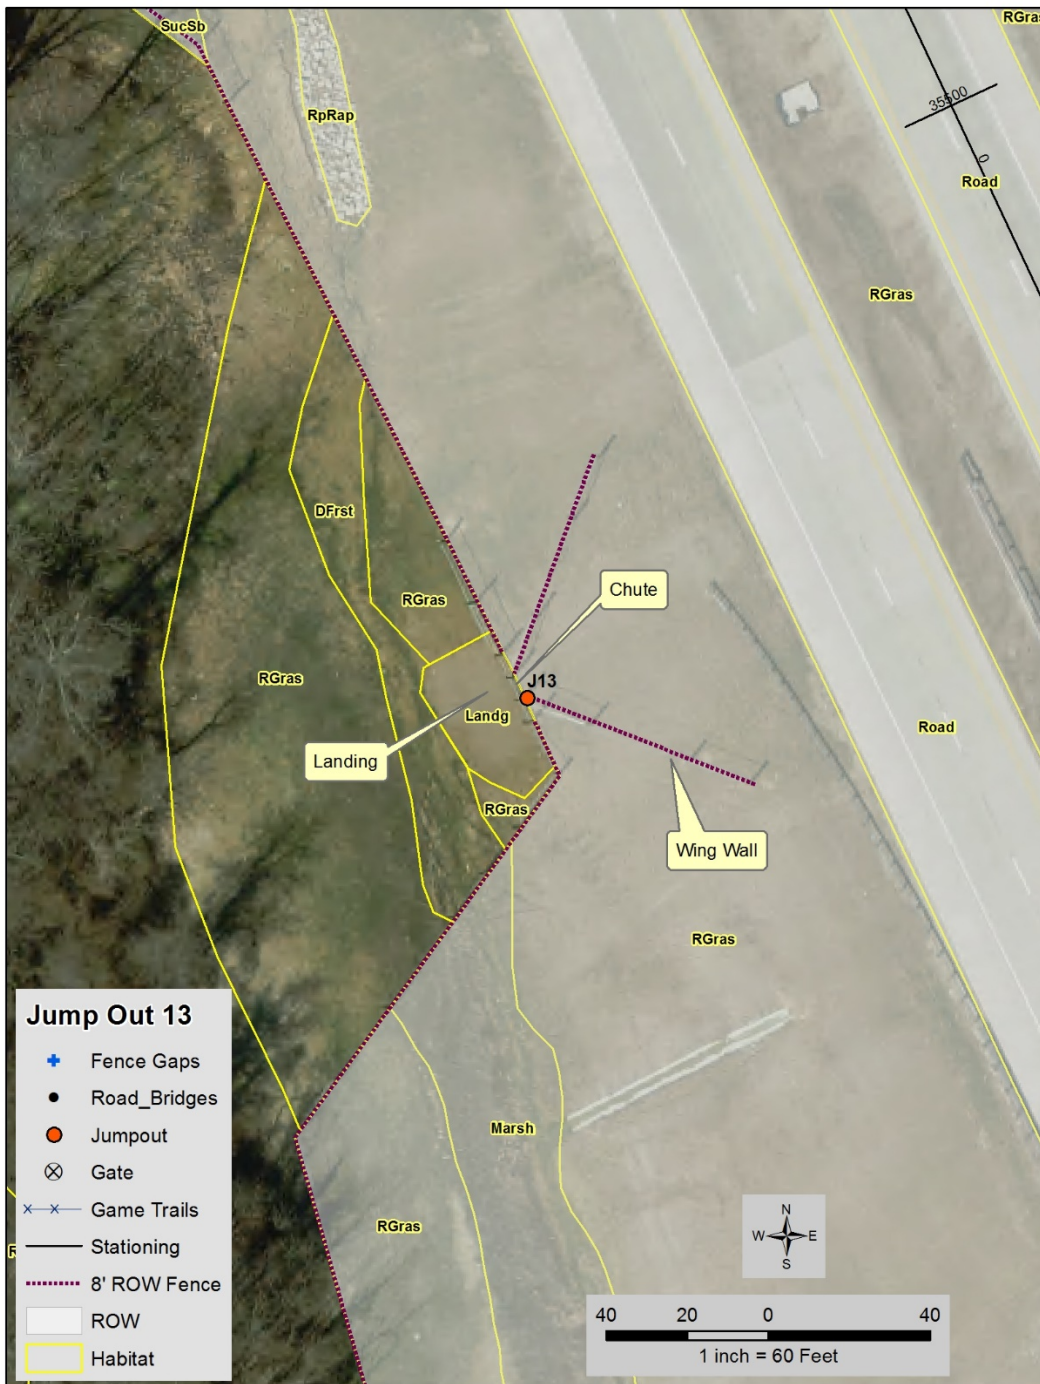 SucSb
RGras
RpRap
35500
0
Road
RGras
DFrst
RGras
Chute
RGras
J13
Landg
Road
Landing
RGras
Wing Wall
RGras
Jump Out 13
Fence Gaps
Road_Bridges
Jumpout
Gate
Game Trails
Stationing
8' ROW Fence
ROW
Habitat
Marsh
RGras
N
W E
S
40 20 0 40
1 inch = 60 Feet